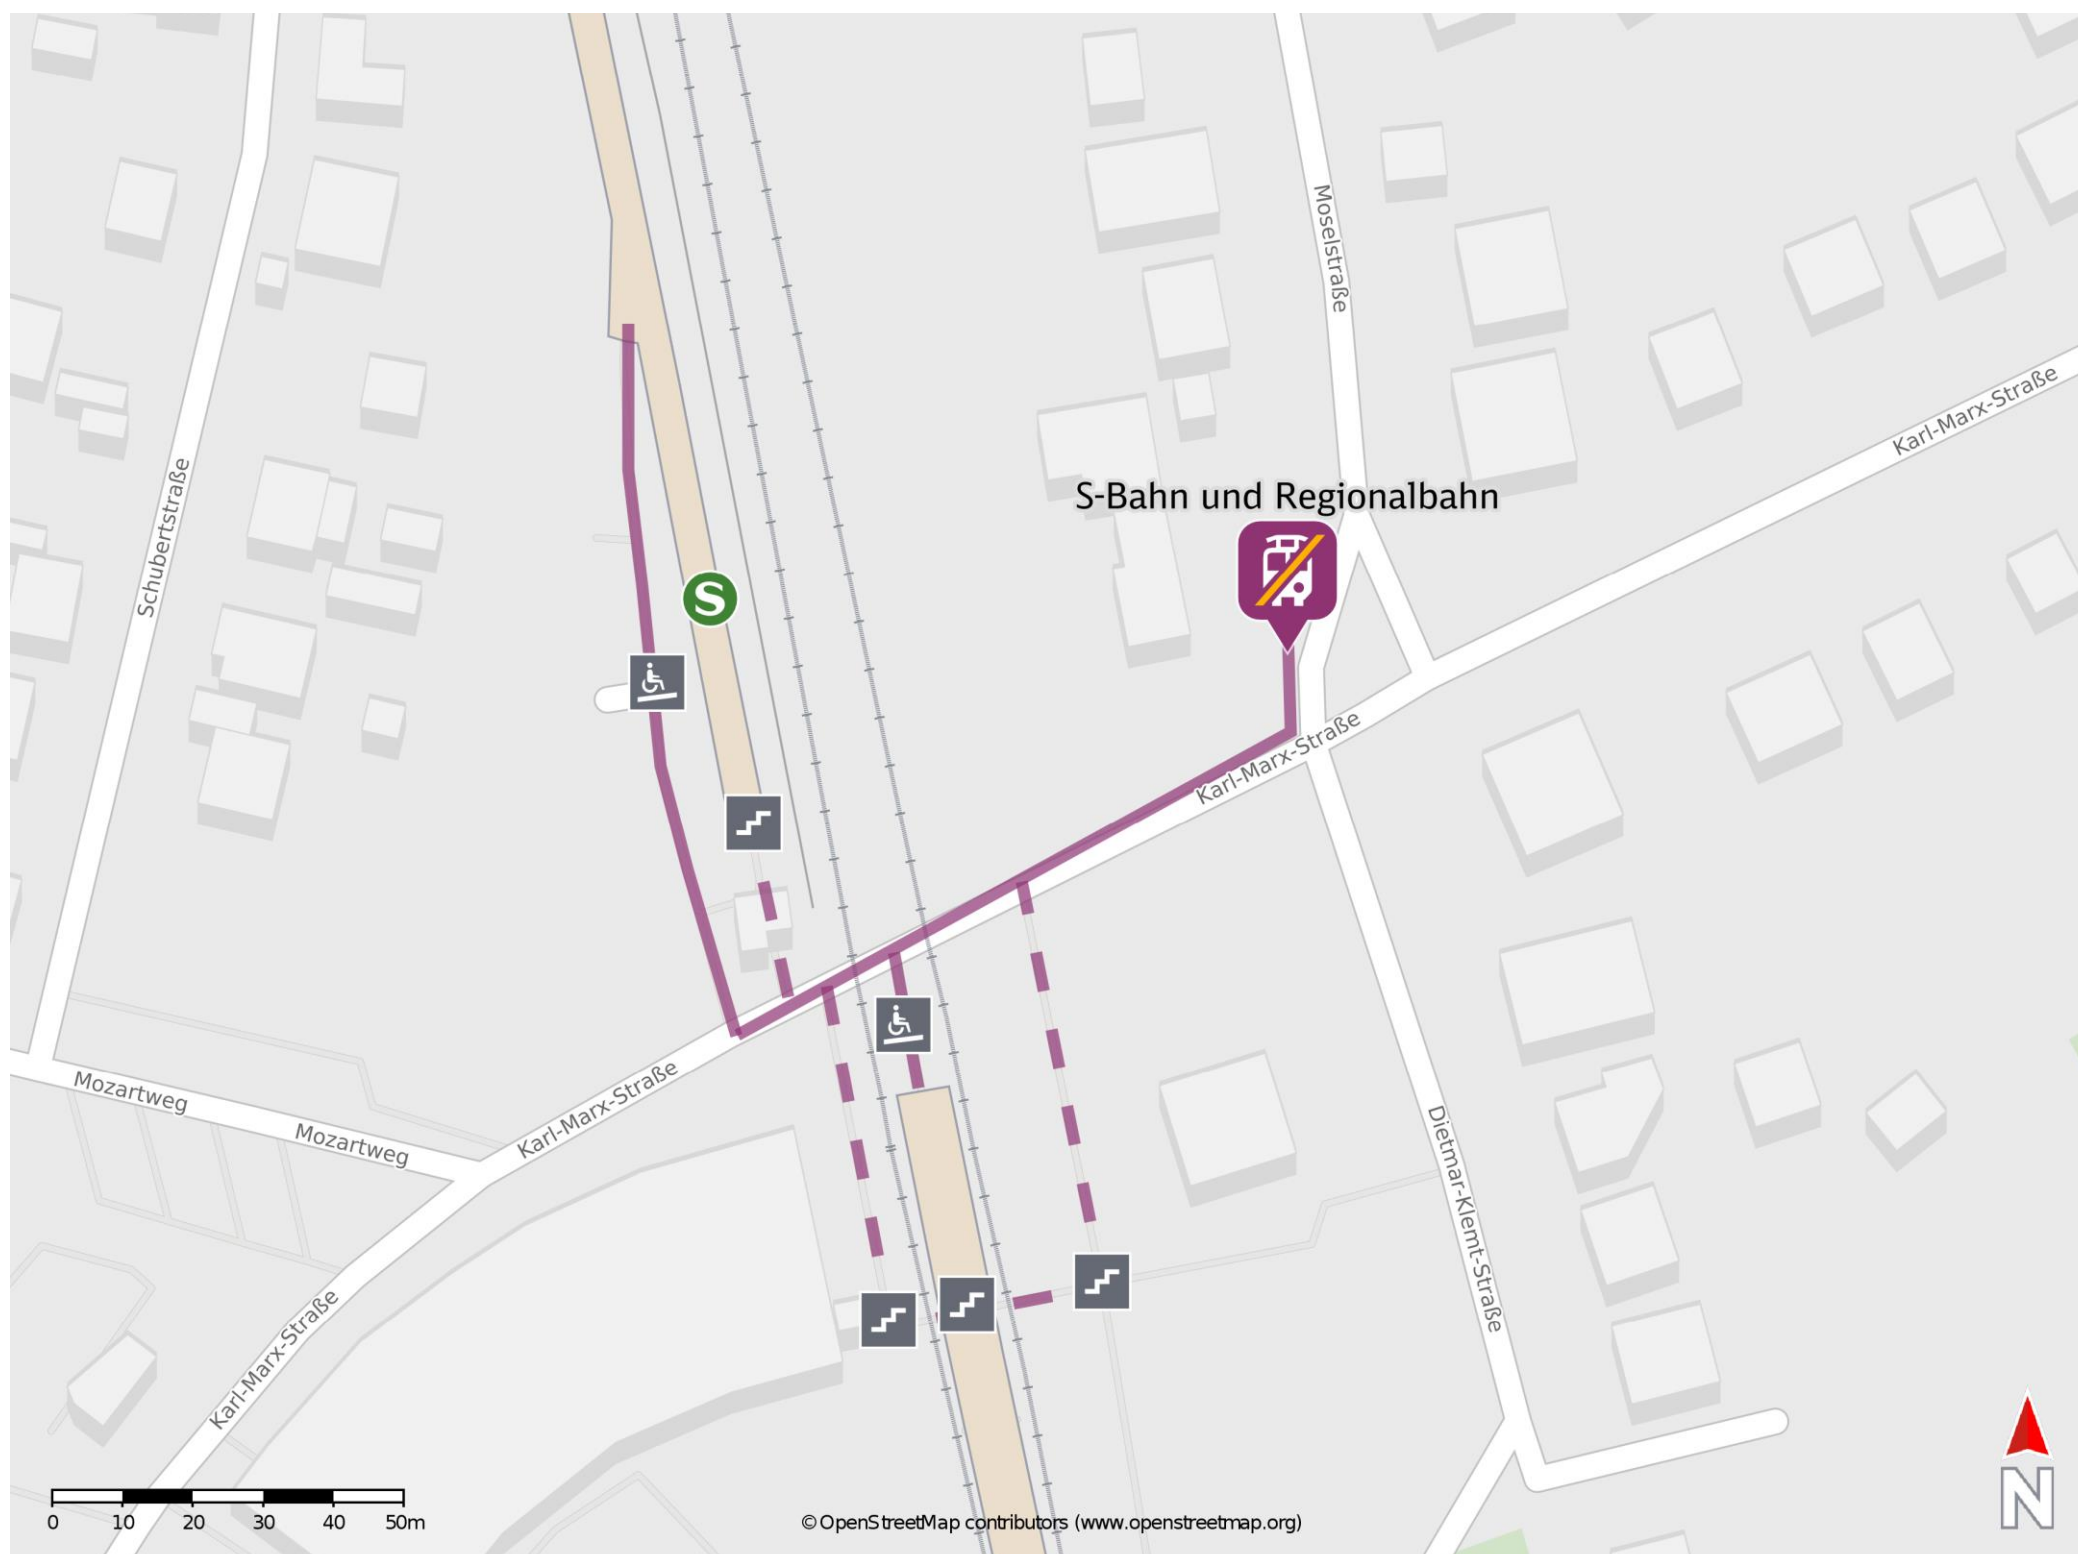 Moselstraße
Karl-Marx-Straße
S-Bahn und Regionalbahn
Schubertstraße
S
Karl-Marx-Straße
Mozartweg
Mozartweg
Karl-Marx-Straße
Dietmar-Klemt-Straße
Karl-Marx-Straße
0 10 20 30 40 50m
© OpenStreetMap contributors (www.openstreetmap.org)
N